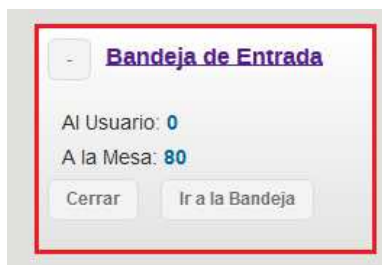 - Bandeja de Entrada
Al Usuario: 0
A la Mesa: 80
Cerrar Ir a la Bandeja